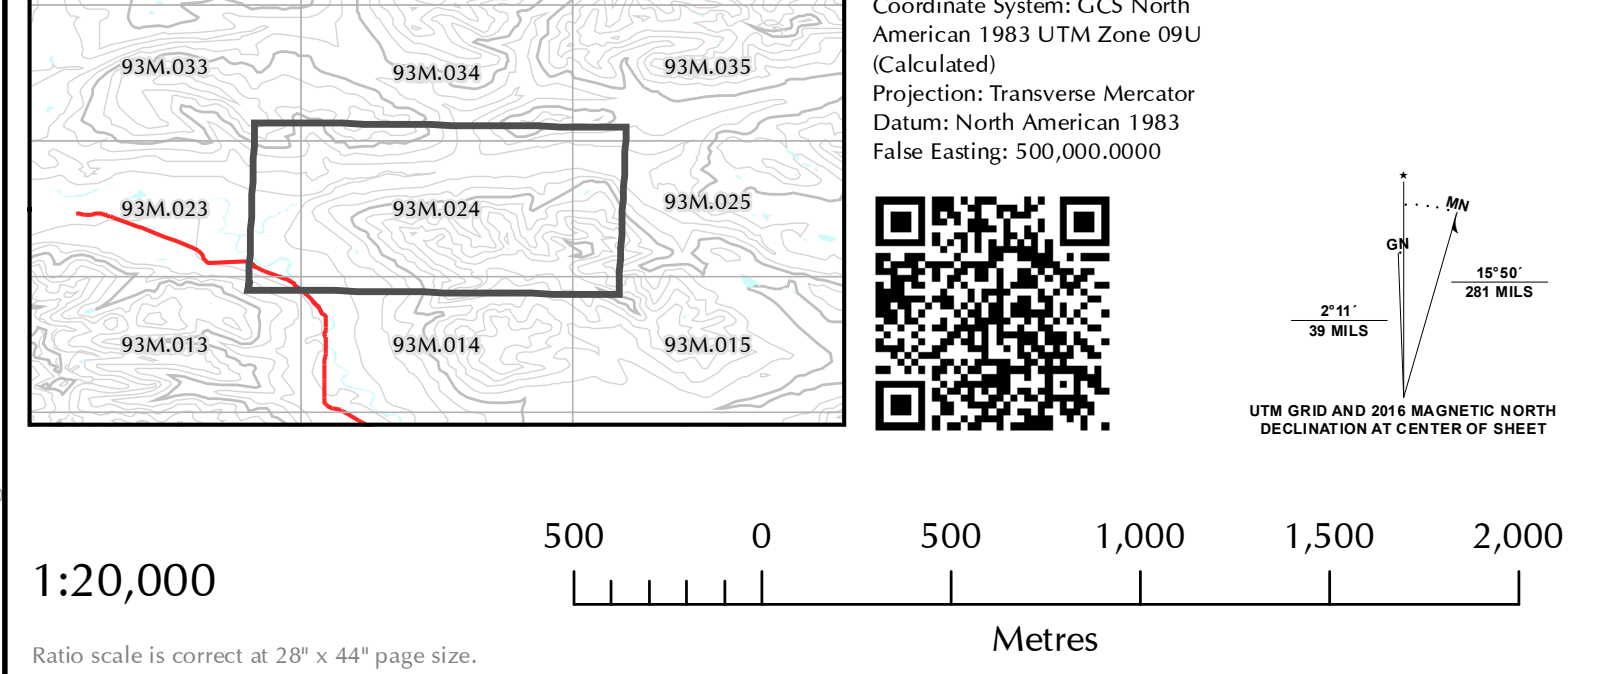 93M.033
93M.034
93M.035
93M.023
93M.024
93M.025
93M.013
93M.014
93M.015
Coordinate System: GCS North
American 1983 UTM Zone 09U
(Calculated)
Projection: Transverse Mercator
Datum: North American 1983
False Easting: 500,000.0000
MN
GN
15°50´
281 MILS
2°11´
39 MILS
UTM GRID AND 2016 MAGNETIC NORTH
DECLINATION AT CENTER OF SHEET
500 0 500 1,000 1,500 2,000
1:20,000
Metres
Ratio scale is correct at 28" x 44" page size.